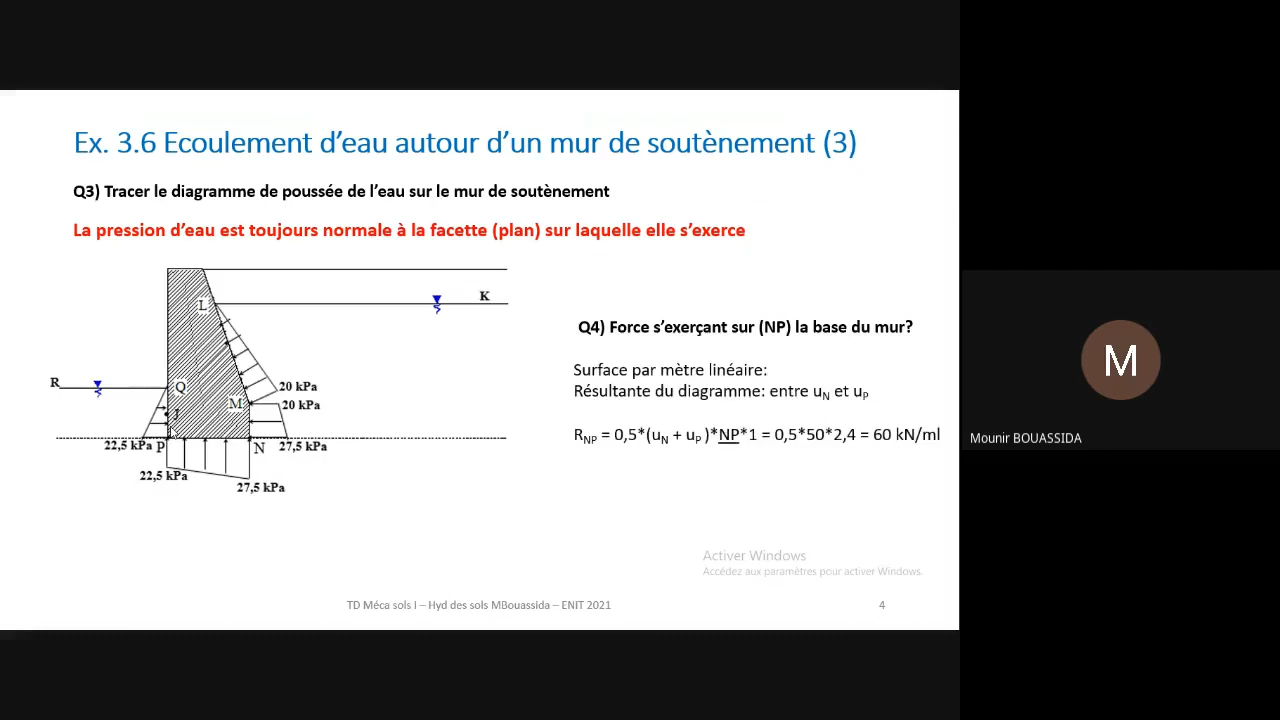 Ex. 3.6 Ecoulement d'eau autour d'un mur de soutènement (3)
Q3) Tracer le diagramme de poussée de l'eau sur le mur de soutènement
La pression d'eau est toujours normale à la facette (plan) sur laquelle elle s'exerce
L
K
R
Q
20 kPa
M
20 kPa
J
22,5 kPa P
N 27,5 kPa
22,5 kPa
27,5 kPa
Q4) Force s'exerçant sur (NP) la base du mur?
Surface par mètre linéaire:
Résultante du diagramme: entre uN et uP
RNP = 0,5*(uN + uP )*NP*1 = 0,5*50*2,4 = 60 kN/ml
Activer Windows
Accédez aux paramètres pour activer Windows.
TD Méca sols I – Hyd des sols MBouassida – ENIT 2021
4
M
Mounir BOUASSIDA